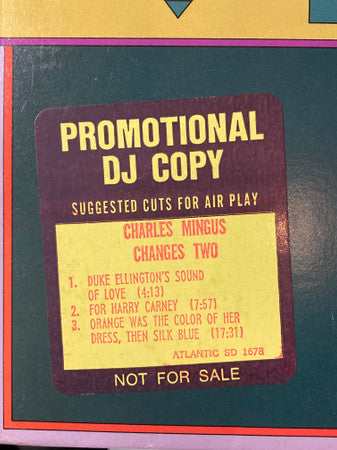 PROMOTIONAL
DJ COPY
SUGGESTED CUTS FOR AIR PLAY
CHARLES MINGUS
CHANGES TWO
1. DUKE ELLINGTON'S SOUND
OF LOVE (4:13)
2. FOR HARRY CARNEY (7:57)
3. ORANGE WAS THE COLOR OF HER
DRESS, THEN SILK BLUE (17:31)
ATLANTIC SD 1678
NOT FOR SALE